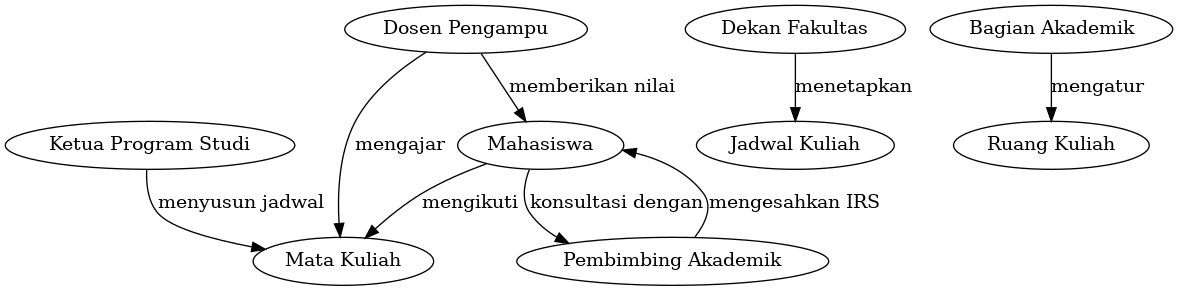 Dosen Pengampu
Dekan Fakultas
Bagian Akademik
memberikan nilai
menetapkan
mengatur
Ketua Program Studi
mengajar
Mahasiswa
Jadwal Kuliah
Ruang Kuliah
menyusun jadwal
mengikuti
konsultasi dengan
mengesahkan IRS
Mata Kuliah
Pembimbing Akademik